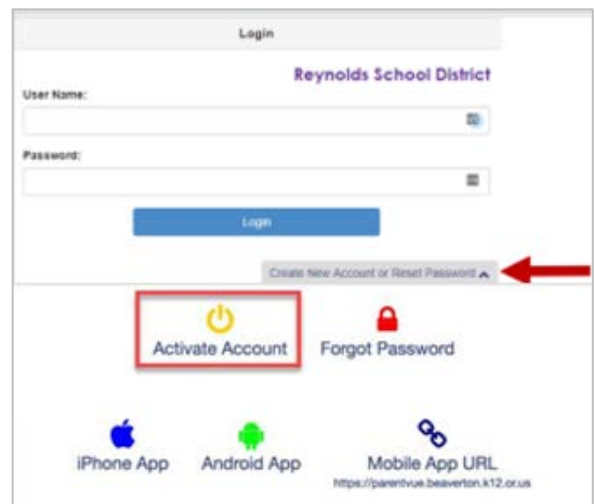 Login
Reynolds School District
User Name:
Password:
Login
Create New Account or Reset Password
Activate Account
Forgot Password
iPhone App
Android App
Mobile App URL
https://parentvue.beaverton.k12.or.us